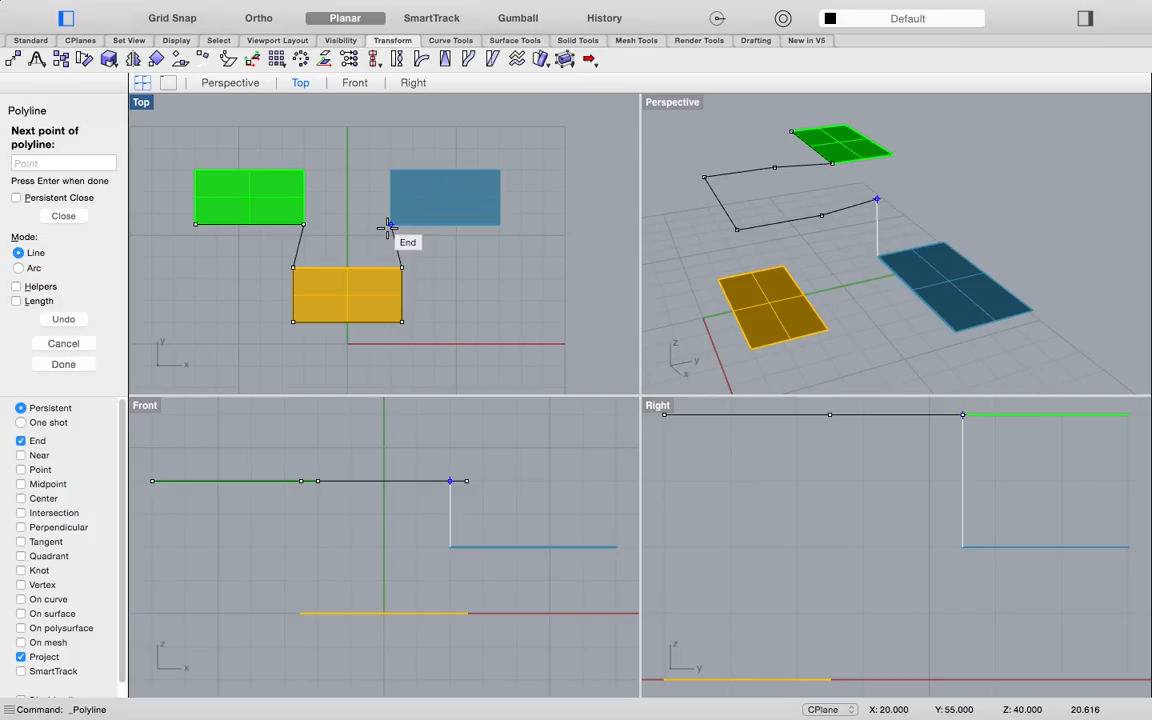 Grid Snap Ortho Planar SmartTrack Gumball History Default
Standard CPlanes Set View Display Select Viewport Layout Visibility Transform Curve Tools Surface Tools Solid Tools Mesh Tools Render Tools Drafting New in V5
Perspective Top Front Right
Polyline
Next point of
polyline:
Point
Press Enter when done
Persistent Close
Close
Mode:
Line
Arc
Helpers
Length
Undo
Cancel
Done
Persistent
One shot
End
Near
Point
Midpoint
Center
Intersection
Perpendicular
Tangent
Quadrant
Knot
Vertex
On curve
On surface
On polysurface
On mesh
Project
SmartTrack
Top
End
y
x
Perspective
z
y
x
Front
z
x
Right
z
y
Command: _Polyline
CPlane X: 20.000 Y: 55.000 Z: 40.000 20.616